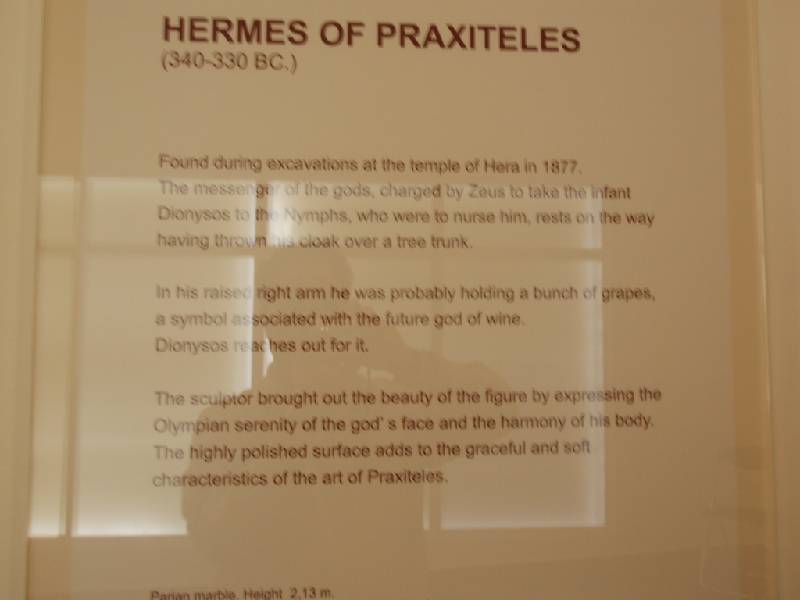 HERMES OF PRAXITELES
(340-330 BC.)
Found during excavations at the temple of Hera in 1877.
The messenger of the gods, charged by Zeus to take the infant
Dionysos to the Nymphs, who were to nurse him, rests on the way
having thrown his cloak over a tree trunk.
In his raised right arm he was probably holding a bunch of grapes,
a symbol associated with the future god of wine.
Dionysos reaches out for it.
The sculptor brought out the beauty of the figure by expressing the
Olympian serenity of the god' s face and the harmony of his body.
The highly polished surface adds to the graceful and soft
characteristics of the art of Praxiteles.
Parian marble. Height 2,13 m.